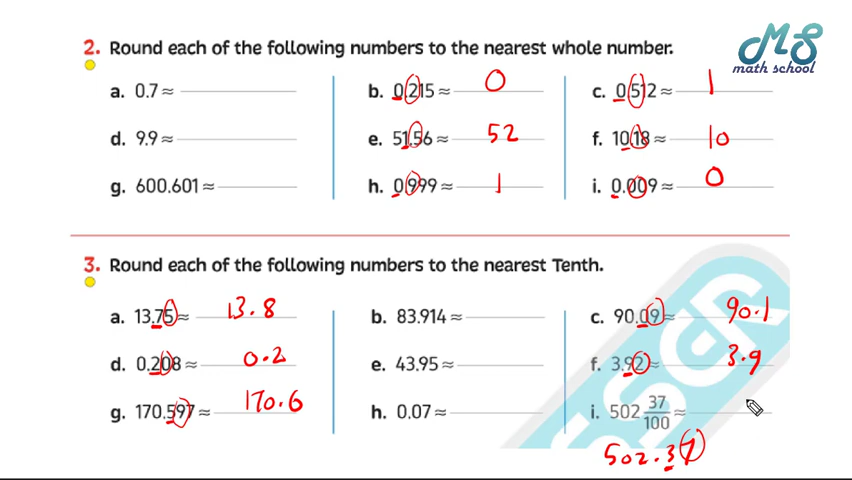 MS
math school
2. Round each of the following numbers to the nearest whole number.
a. 0.7 ≈ b. 0.215 ≈ 0 c. 0.512 ≈ 1
d. 9.9 ≈ e. 51.56 ≈ 52 f. 10.18 ≈ 10
g. 600.601 ≈ h. 0.999 ≈ 1 i. 0.009 ≈ 0
3. Round each of the following numbers to the nearest Tenth.
a. 13.75 ≈ 13.8 b. 83.914 ≈ c. 90.09 ≈ 90.1
d. 0.208 ≈ 0.2 e. 43.95 ≈ f. 3.92 ≈ 3.9
g. 170.597 ≈ 170.6 h. 0.07 ≈ i. 502 37/100 ≈
502.37